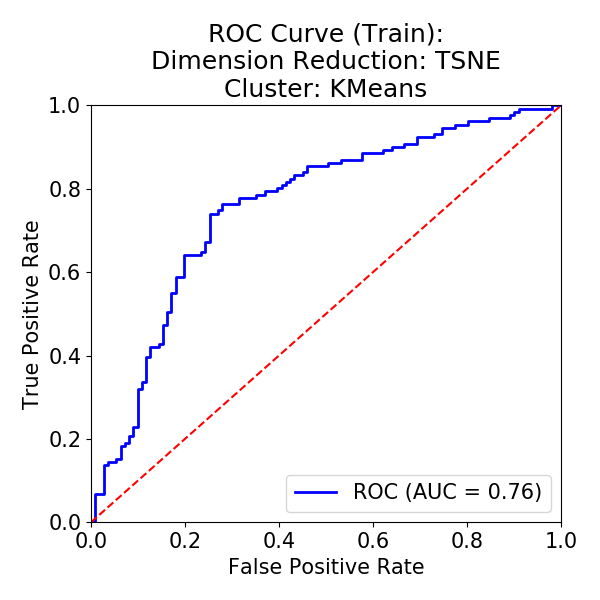 ROC Curve (Train):
Dimension Reduction: TSNE
Cluster: KMeans
1.0
0.8
0.6
0.4
0.2
0.0
True Positive Rate
ROC (AUC = 0.76)
0.0 0.2 0.4 0.6 0.8 1.0
False Positive Rate